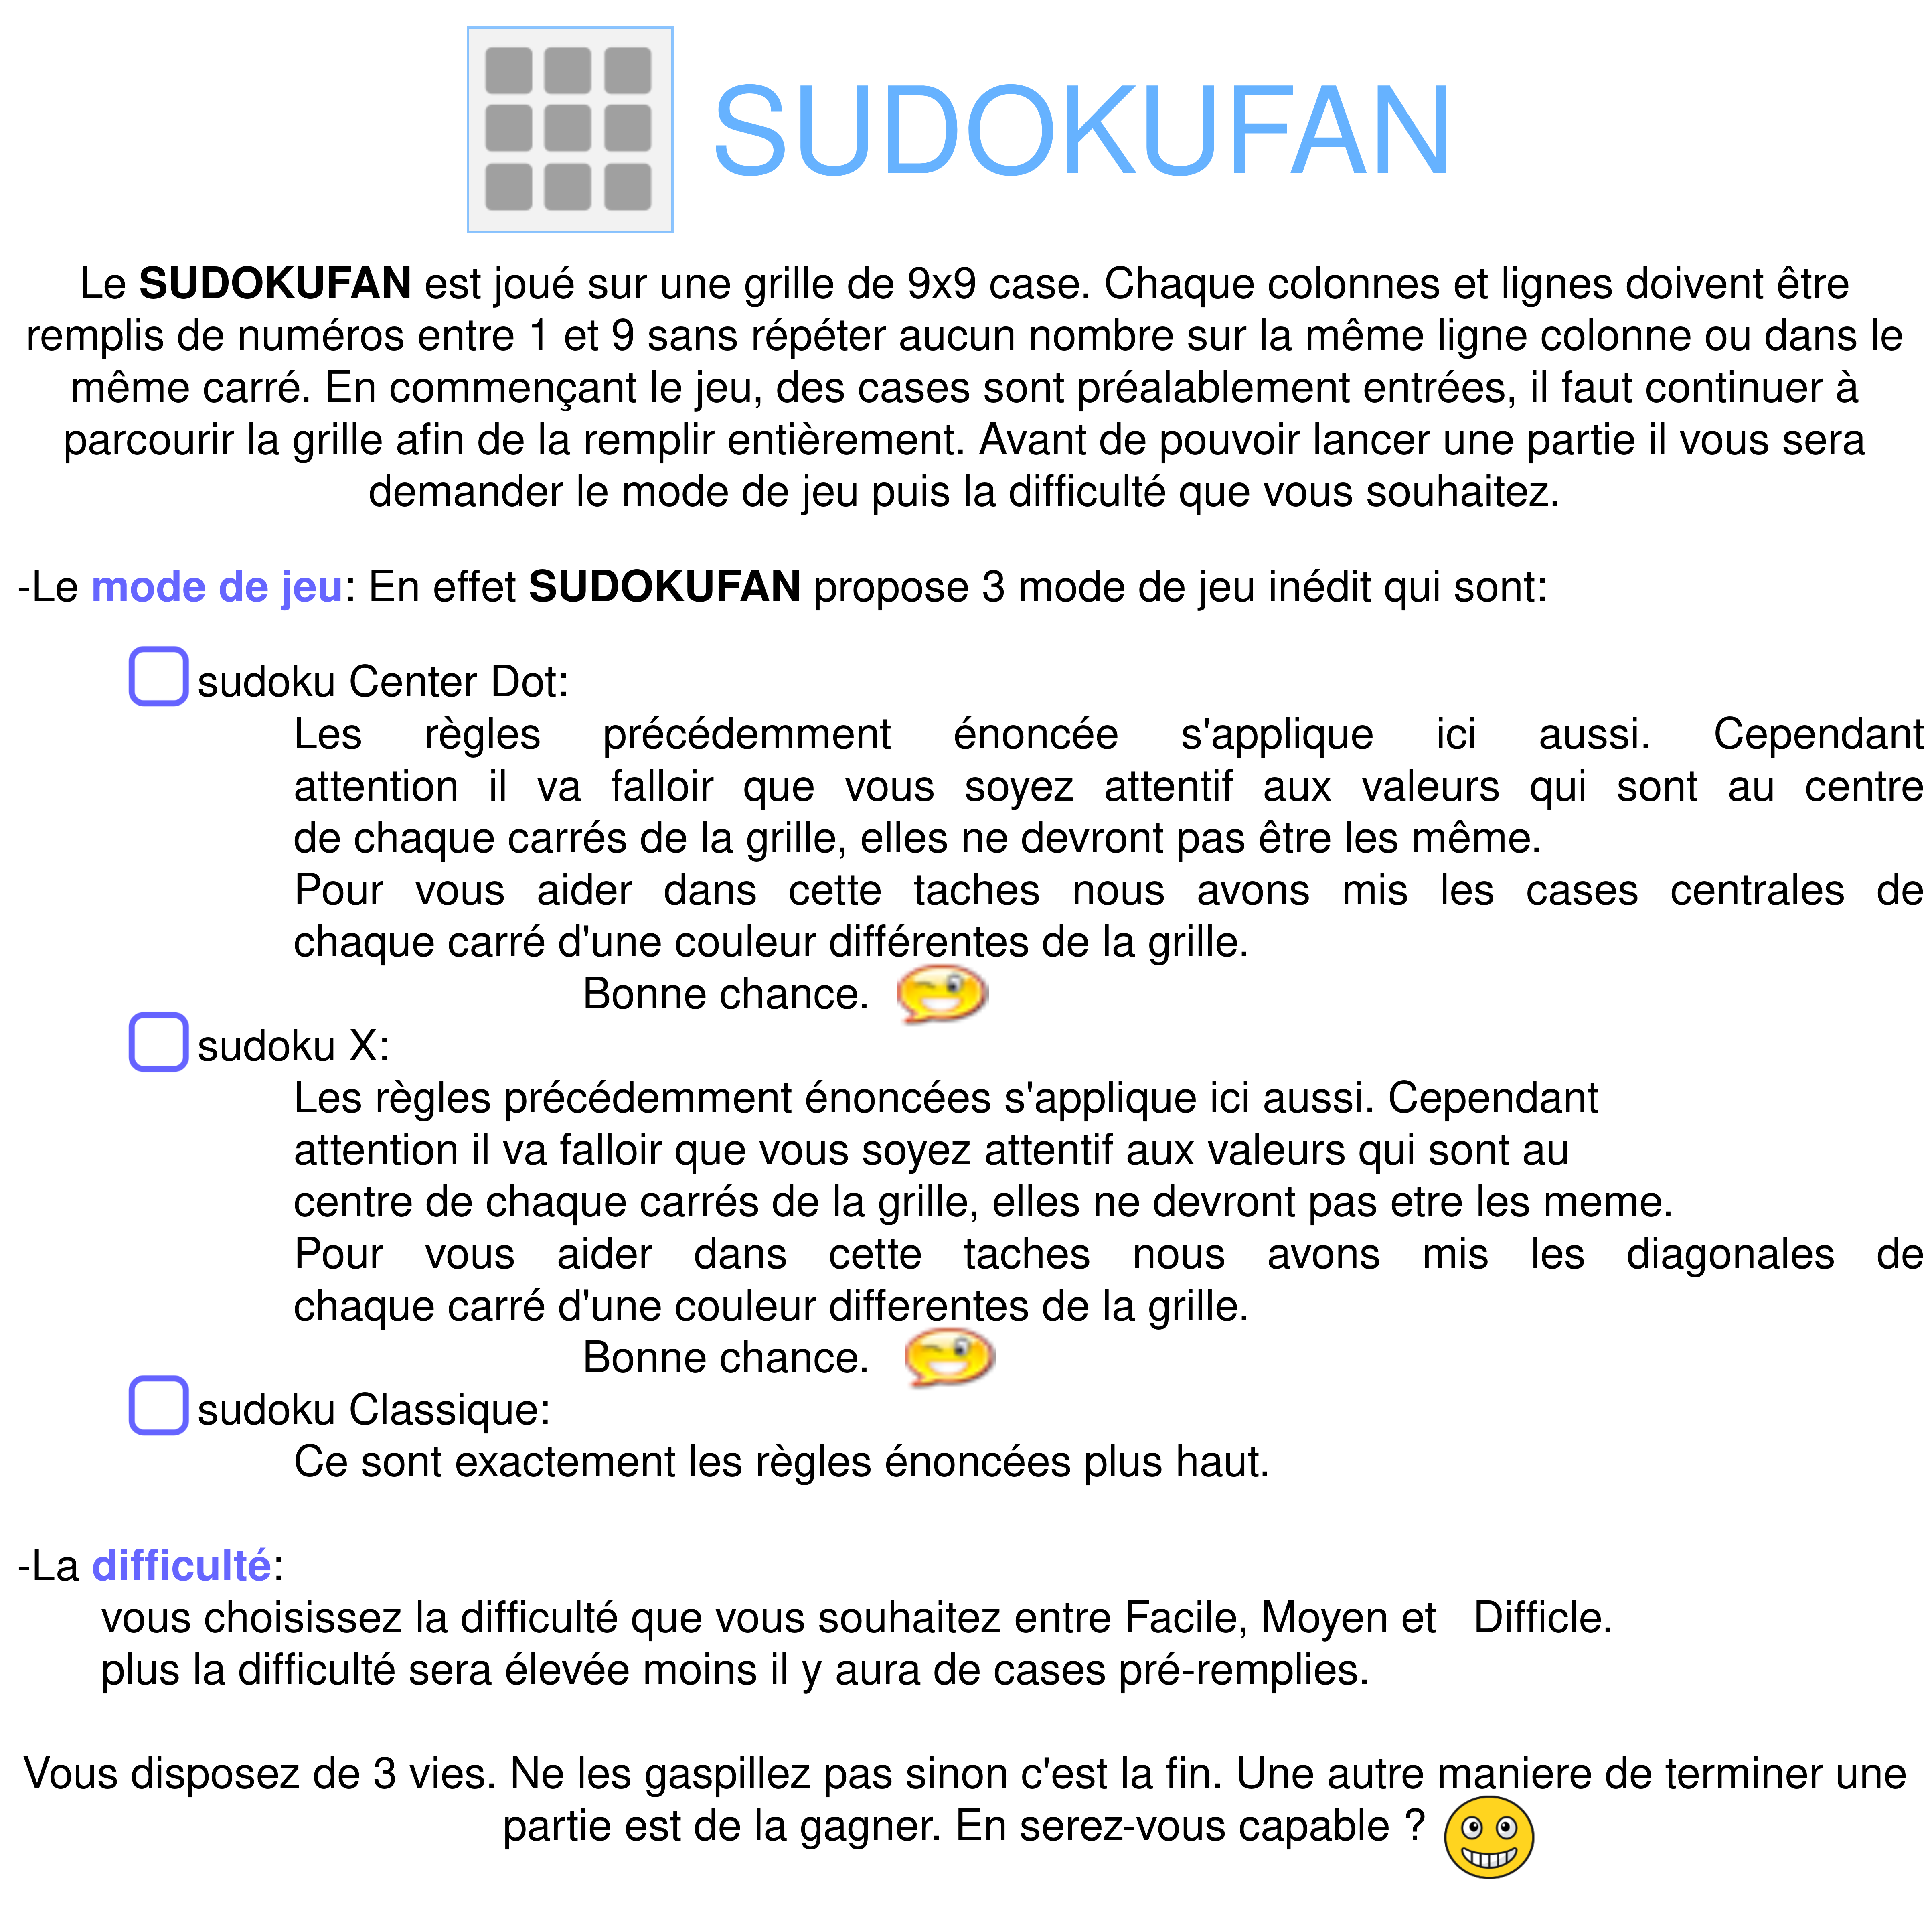 SUDOKUFAN
Le SUDOKUFAN est joué sur une grille de 9x9 case. Chaque colonnes et lignes doivent être
remplis de numéros entre 1 et 9 sans répéter aucun nombre sur la même ligne colonne ou dans le
même carré. En commençant le jeu, des cases sont préalablement entrées, il faut continuer à
parcourir la grille afin de la remplir entièrement. Avant de pouvoir lancer une partie il vous sera
demander le mode de jeu puis la difficulté que vous souhaitez.
-Le mode de jeu: En effet SUDOKUFAN propose 3 mode de jeu inédit qui sont:
sudoku Center Dot:
Les règles précédemment énoncée s'applique ici aussi. Cependant
attention il va falloir que vous soyez attentif aux valeurs qui sont au centre
de chaque carrés de la grille, elles ne devront pas être les même.
Pour vous aider dans cette taches nous avons mis les cases centrales de
chaque carré d'une couleur différentes de la grille.
Bonne chance.
sudoku X:
Les règles précédemment énoncées s'applique ici aussi. Cependant
attention il va falloir que vous soyez attentif aux valeurs qui sont au
centre de chaque carrés de la grille, elles ne devront pas etre les meme.
Pour vous aider dans cette taches nous avons mis les diagonales de
chaque carré d'une couleur differentes de la grille.
Bonne chance.
sudoku Classique:
Ce sont exactement les règles énoncées plus haut.
-La difficulté:
vous choisissez la difficulté que vous souhaitez entre Facile, Moyen et Difficle.
plus la difficulté sera élevée moins il y aura de cases pré-remplies.
Vous disposez de 3 vies. Ne les gaspillez pas sinon c'est la fin. Une autre maniere de terminer une
partie est de la gagner. En serez-vous capable ?